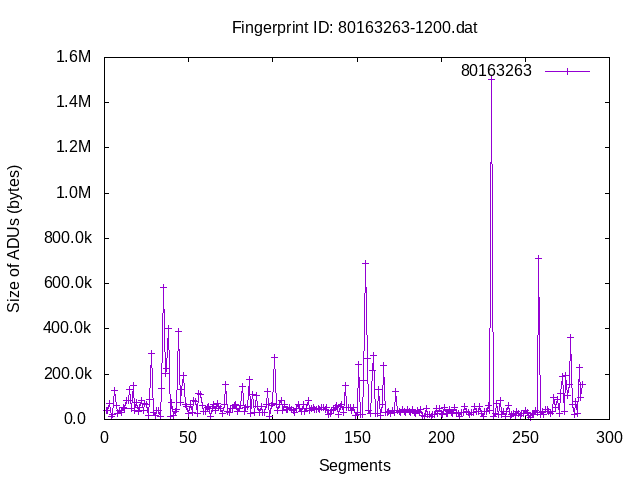 Fingerprint ID: 80163263-1200.dat
80163263
1.6M
1.4M
1.2M
1.0M
800.0k
600.0k
400.0k
200.0k
0.0
Size of ADUs (bytes)
0 50 100 150 200 250 300
Segments